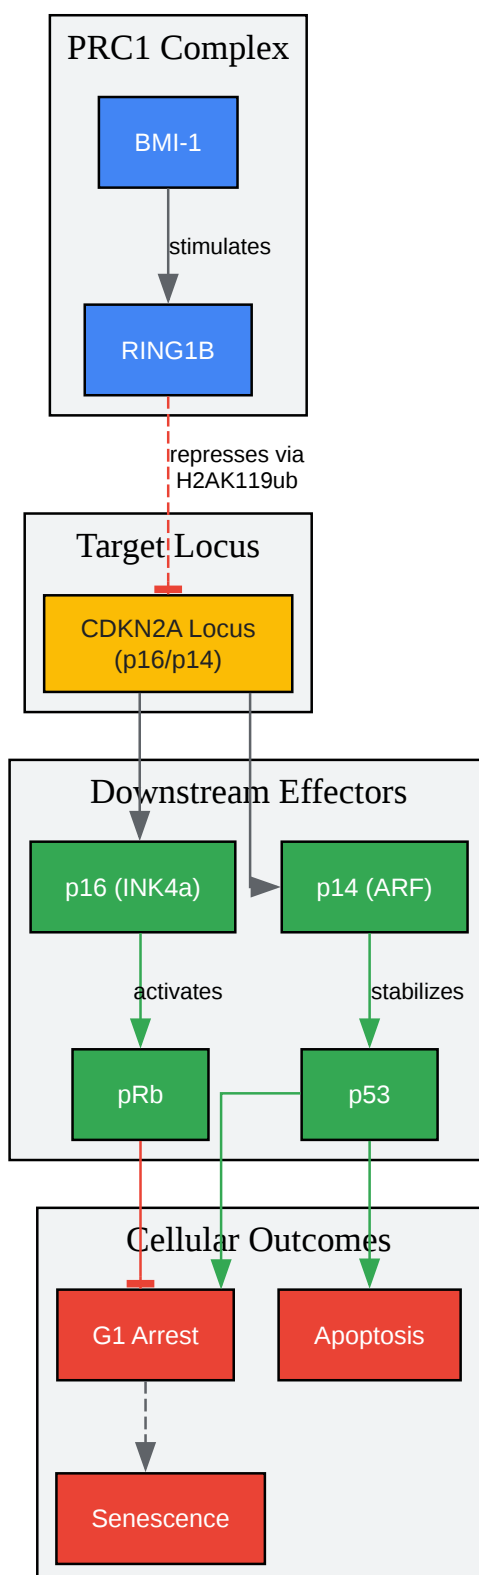 PRC1 Complex
BMI-1
stimulates
RING1B
represses via
H2AK119ub
Target Locus
CDKN2A Locus
(p16/p14)
Downstream Effectors
p16 (INK4a)
p14 (ARF)
activates
stabilizes
pRb
p53
Cellular Outcomes
G1 Arrest
Apoptosis
Senescence